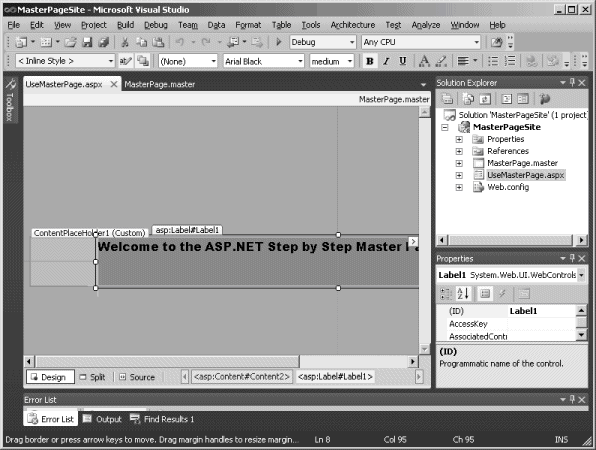 MasterPageSite - Microsoft Visual Studio
File Edit View Project Build Debug Team Data Format Table Tools Architecture Test Analyze Window Help
Debug Any CPU
< Inline Style > (None) Arial Black medium B I U A
Toolbox
UseMasterPage.aspx MasterPage.master
MasterPage.master
ContentPlaceHolder1 (Custom) asp:Label#Label1
Welcome to the ASP.NET Step by Step Master
Design Split Source <asp:Content#Content2> <asp:Label#Label1>
Solution Explorer
Solution 'MasterPageSite' (1 project)
MasterPageSite
Properties
References
MasterPage.master
UseMasterPage.aspx
Web.config
Properties
Label1 System.Web.UI.WebControls
(ID) Label1
AccessKey
AssociatedConti
(ID)
Programmatic name of the control.
Error List
Error List Output Find Results 1
Drag border or press arrow keys to move. Drag margin handles to resize margin... Ln 8 Col 95 Ch 95 INS